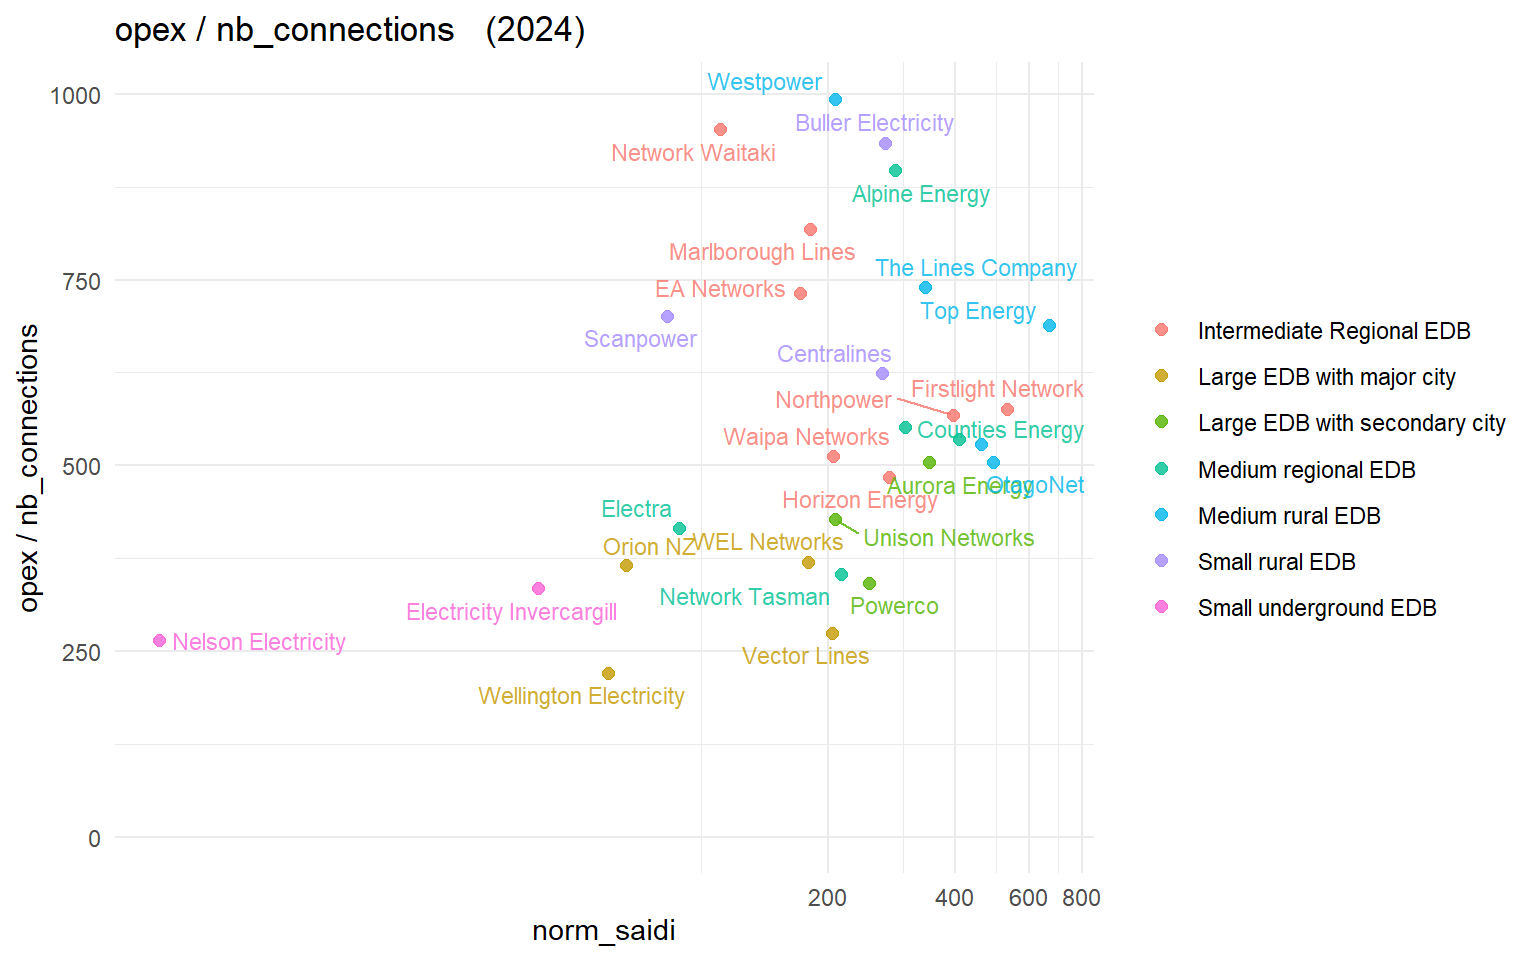 opex / nb_connections (2024)
opex / nb_connections
1000
750
500
250
0
Westpower
Buller Electricity
Network Waitaki
Alpine Energy
Marlborough Lines
The Lines Company
EA Networks
Top Energy
Scanpower
Centralines
Firstlight Network
Northpower
Counties Energy
Waipa Networks
Aurora Energy
OtagoNet
Horizon Energy
Electra
Unison Networks
Orion NZ
WEL Networks
Network Tasman
Powerco
Electricity Invercargill
Nelson Electricity
Vector Lines
Wellington Electricity
200
400
600
800
norm_saidi
Intermediate Regional EDB
Large EDB with major city
Large EDB with secondary city
Medium regional EDB
Medium rural EDB
Small rural EDB
Small underground EDB